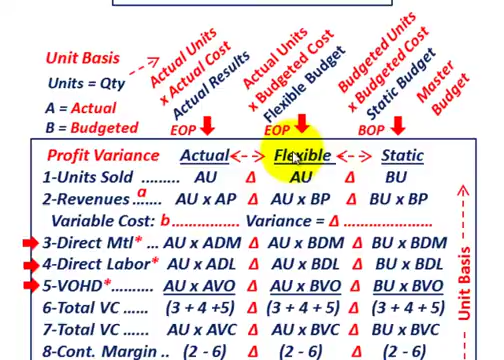 Unit Basis
Units = Qty
A = Actual
B = Budgeted
Actual Units
x Actual Cost
Actual Results
Actual Units
x Budgeted Cost
Flexible Budget
Budgeted Units
x Budgeted Cost
Static Budget
Master
Budget
EOP EOP BOP
Profit Variance Actual <--> Flexible <--> Static
1-Units Sold ......... AU Δ AU Δ BU
2-Revenues a ...... AU x AP Δ AU x BP Δ BU x BP
Variable Cost: b................ Variance = Δ .....................
3-Direct Mtl* ... AU x ADM Δ AU x BDM Δ BU x BDM
4-Direct Labor* AU x ADL Δ AU x BDL Δ BU x BDL
5-VOHD*.......... AU x AVO Δ AU x BVO Δ BU x BVO
6-Total VC ...... (3 + 4 +5) Δ (3 + 4 + 5) Δ (3 + 4 + 5)
7-Total VC ...... AU x AVC Δ AU x BVC Δ BU x BVC
8-Cont. Margin .. (2 - 6) Δ (2 - 6) Δ (2 - 6)
Unit Basis